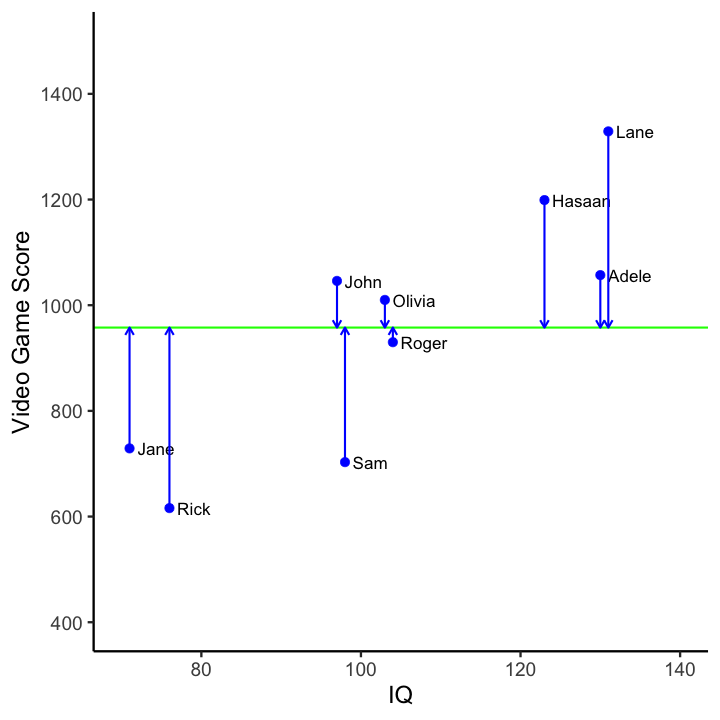 1400
1200
1000
800
600
400
Video Game Score
Lane
Hasaan
Adele
John
Olivia
Roger
Jane
Sam
Rick
80
100
120
140
IQ